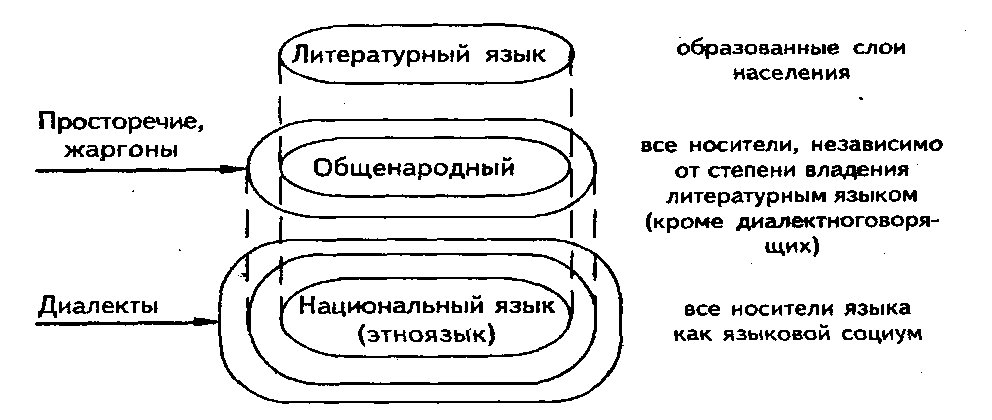 Литературный язык
образованные слои
населения
Просторечие,
жаргоны
Общенародный
все носители, независимо
от степени владения
литературным языком
(кроме диалектноговоря-
щих)
Диалекты
Национальный язык
(этноязык)
все носители языка
как языковой социум